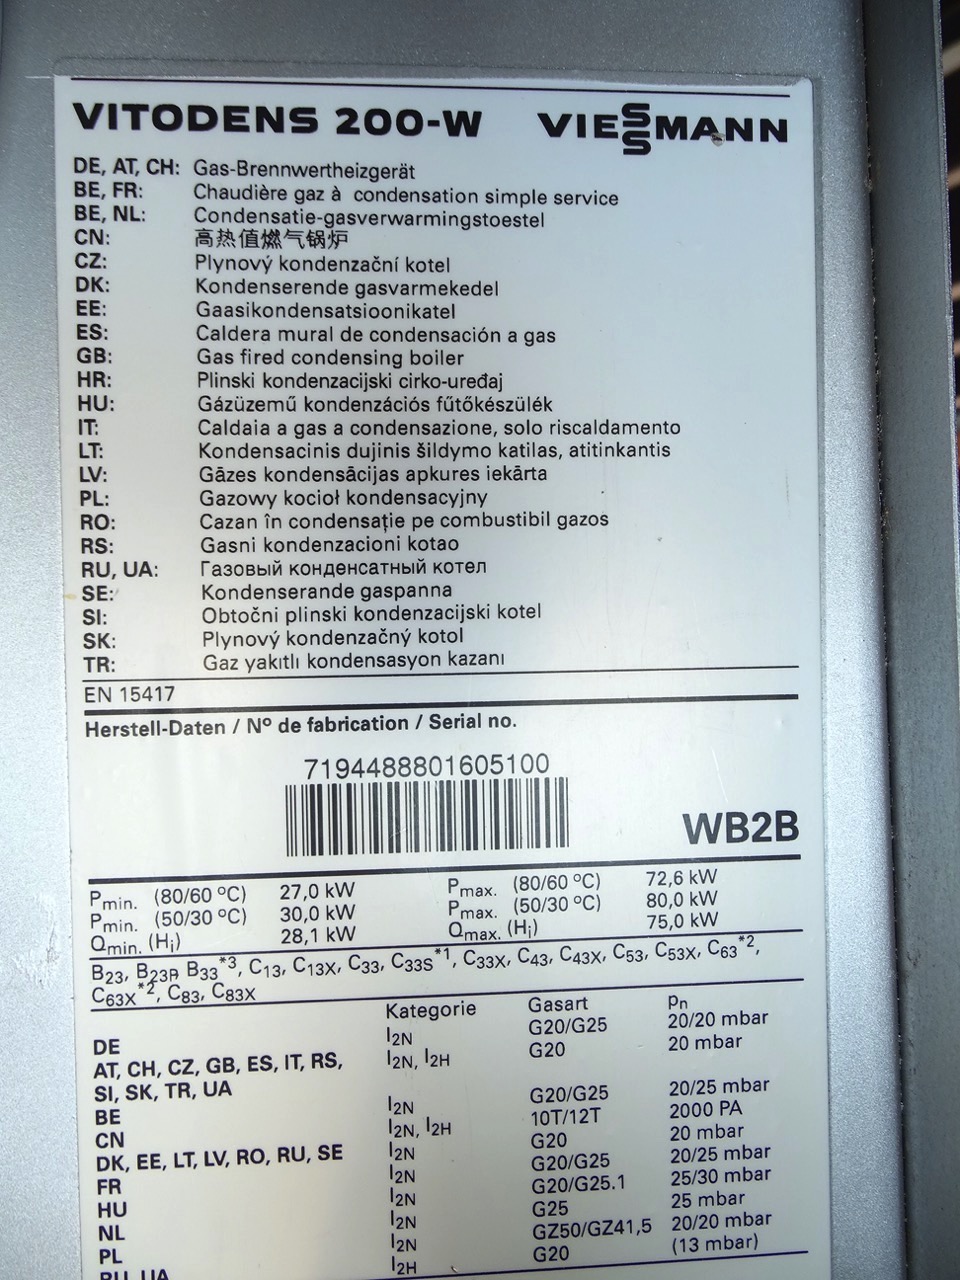 VITODENS 200-W VIESSMANN
DE, AT, CH: Gas-Brennwertheizgerät
BE, FR: Chaudière gaz à condensation simple service
BE, NL: Condensatie-gasverwarmingstoestel
CN: 高热值燃气锅炉
CZ: Plynový kondenzační kotel
DK: Kondenserende gasvarmekedel
EE: Gaasikondensatsioonikatel
ES: Caldera mural de condensación a gas
GB: Gas fired condensing boiler
HR: Plinski kondenzacijski cirko-uređaj
HU: Gázüzemű kondenzációs fűtőkészülék
IT: Caldaia a gas a condensazione, solo riscaldamento
LT: Kondensacinis dujinis šildymo katilas, atitinkantis
LV: Gāzes kondensācijas apkures iekārta
PL: Gazowy kocioł kondensacyjny
RO: Cazan în condensație pe combustibil gazos
RS: Gasni kondenzacioni kotao
RU, UA: Газовый конденсатный котел
SE: Kondenserande gaspanna
SI: Obtočni plinski kondenzacijski kotel
SK: Plynový kondenzačný kotol
TR: Gaz yakıtlı kondensasyon kazanı
EN 15417
Herstell-Daten / Nº de fabrication / Serial no.
7194488801605100
WB2B
Pmin. (80/60 ºC) 27,0 kW Pmax. (80/60 ºC) 72,6 kW
Pmin. (50/30 ºC) 30,0 kW Pmax. (50/30 ºC) 80,0 kW
Qmin. (Hi) 28,1 kW Qmax. (Hi) 75,0 kW
B23, B23P B33*3, C13, C13X, C33, C33S*1, C33X, C43, C43X, C53, C53X, C63*2,
C63X*2, C83, C83X
Kategorie Gasart pn
DE I2N G20/G25 20/20 mbar
AT, CH, CZ, GB, ES, IT, RS, I2N, I2H G20 20 mbar
SI, SK, TR, UA
BE I2N G20/G25 20/25 mbar
CN I2N, I2H 10T/12T 2000 PA
DK, EE, LT, LV, RO, RU, SE I2N G20 20 mbar
FR I2N G20/G25 20/25 mbar
HU I2N G20/G25.1 25/30 mbar
NL I2N G25 25 mbar
PL I2N GZ50/GZ41,5 20/20 mbar
RU, UA I2H G20 (13 mbar)